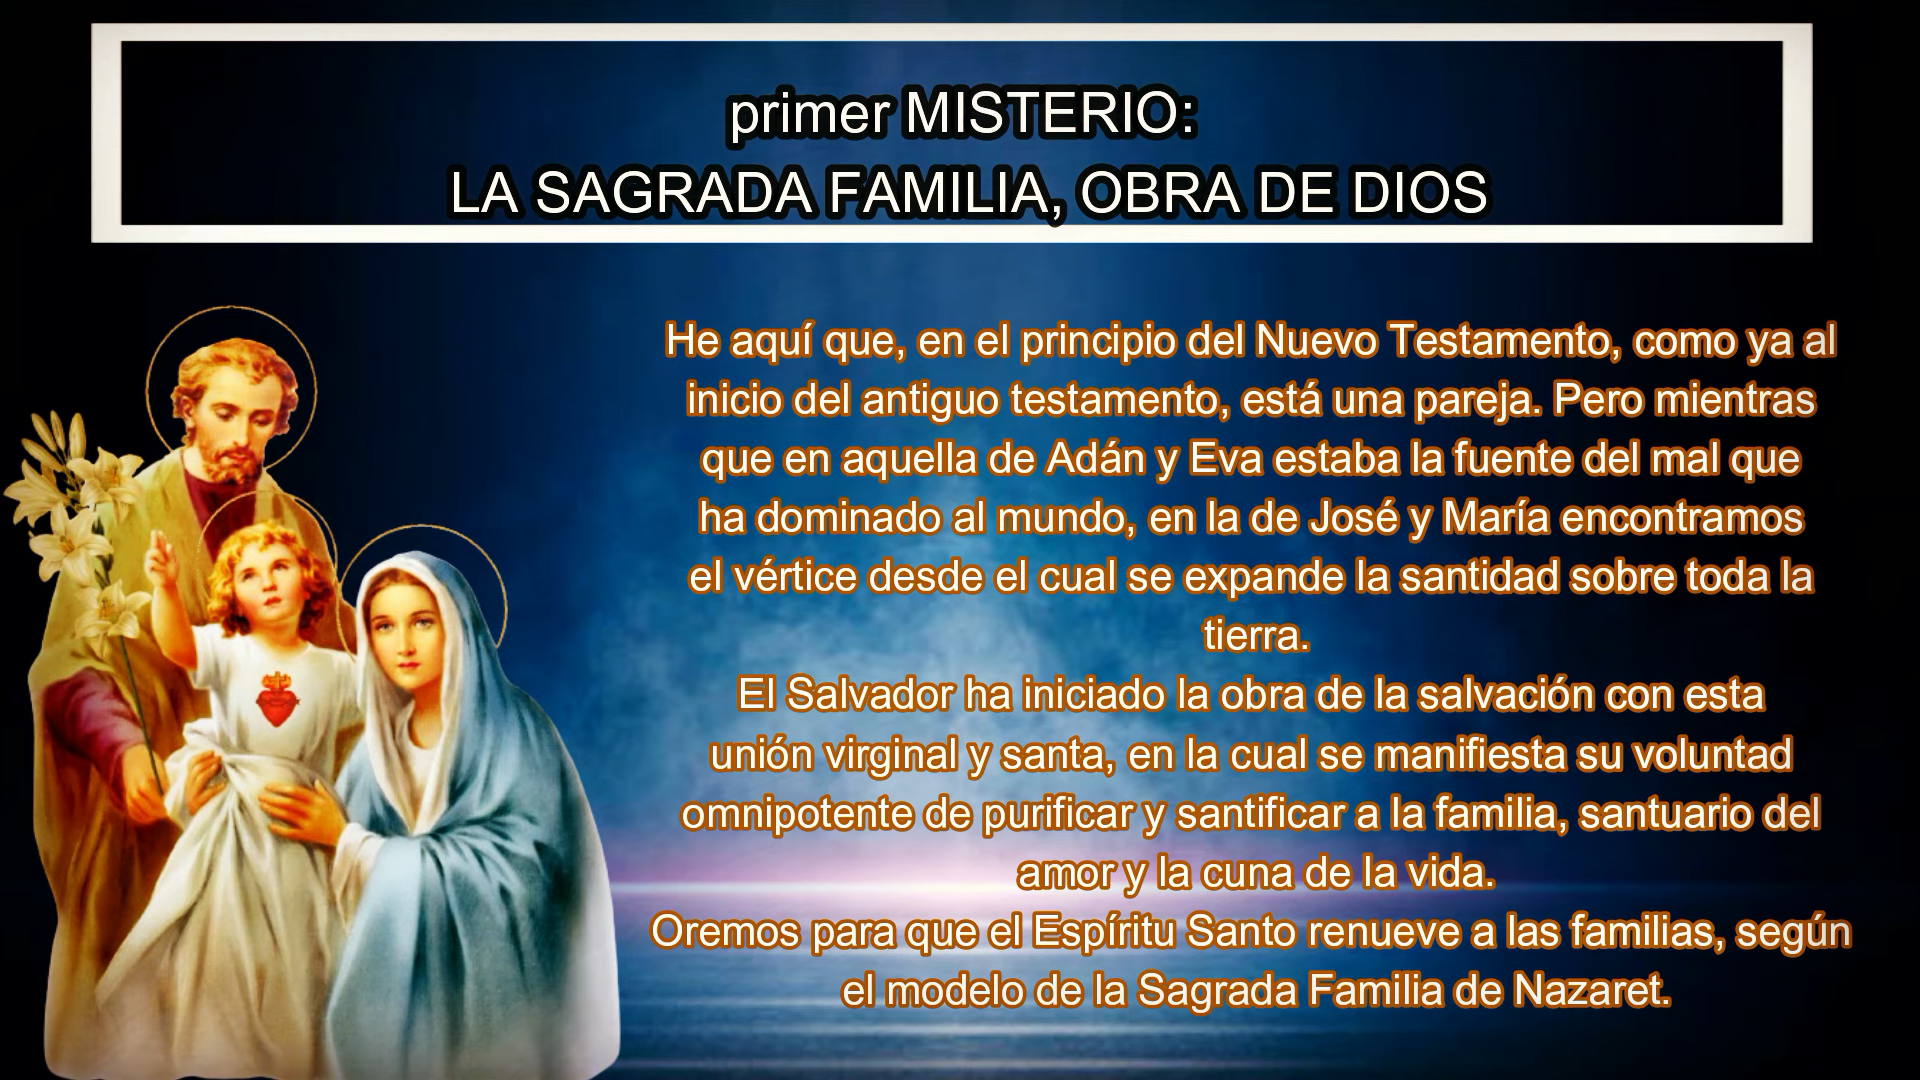 primer MISTERIO:
LA SAGRADA FAMILIA, OBRA DE DIOS
He aquí que, en el principio del Nuevo Testamento, como ya al
inicio del antiguo testamento, está una pareja. Pero mientras
que en aquella de Adán y Eva estaba la fuente del mal que
ha dominado al mundo, en la de José y María encontramos
el vértice desde el cual se expande la santidad sobre toda la
tierra.
El Salvador ha iniciado la obra de la salvación con esta
unión virginal y santa, en la cual se manifiesta su voluntad
omnipotente de purificar y santificar a la familia, santuario del
amor y la cuna de la vida.
Oremos para que el Espíritu Santo renueve a las familias, según
el modelo de la Sagrada Familia de Nazaret.